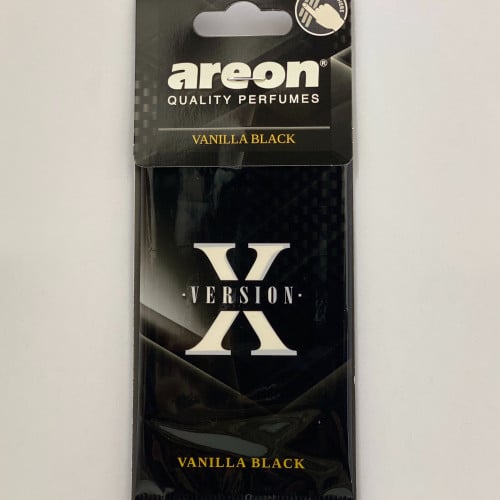 areon®
QUALITY PERFUMES
VANILLA BLACK
X
·VERSION·
VANILLA BLACK